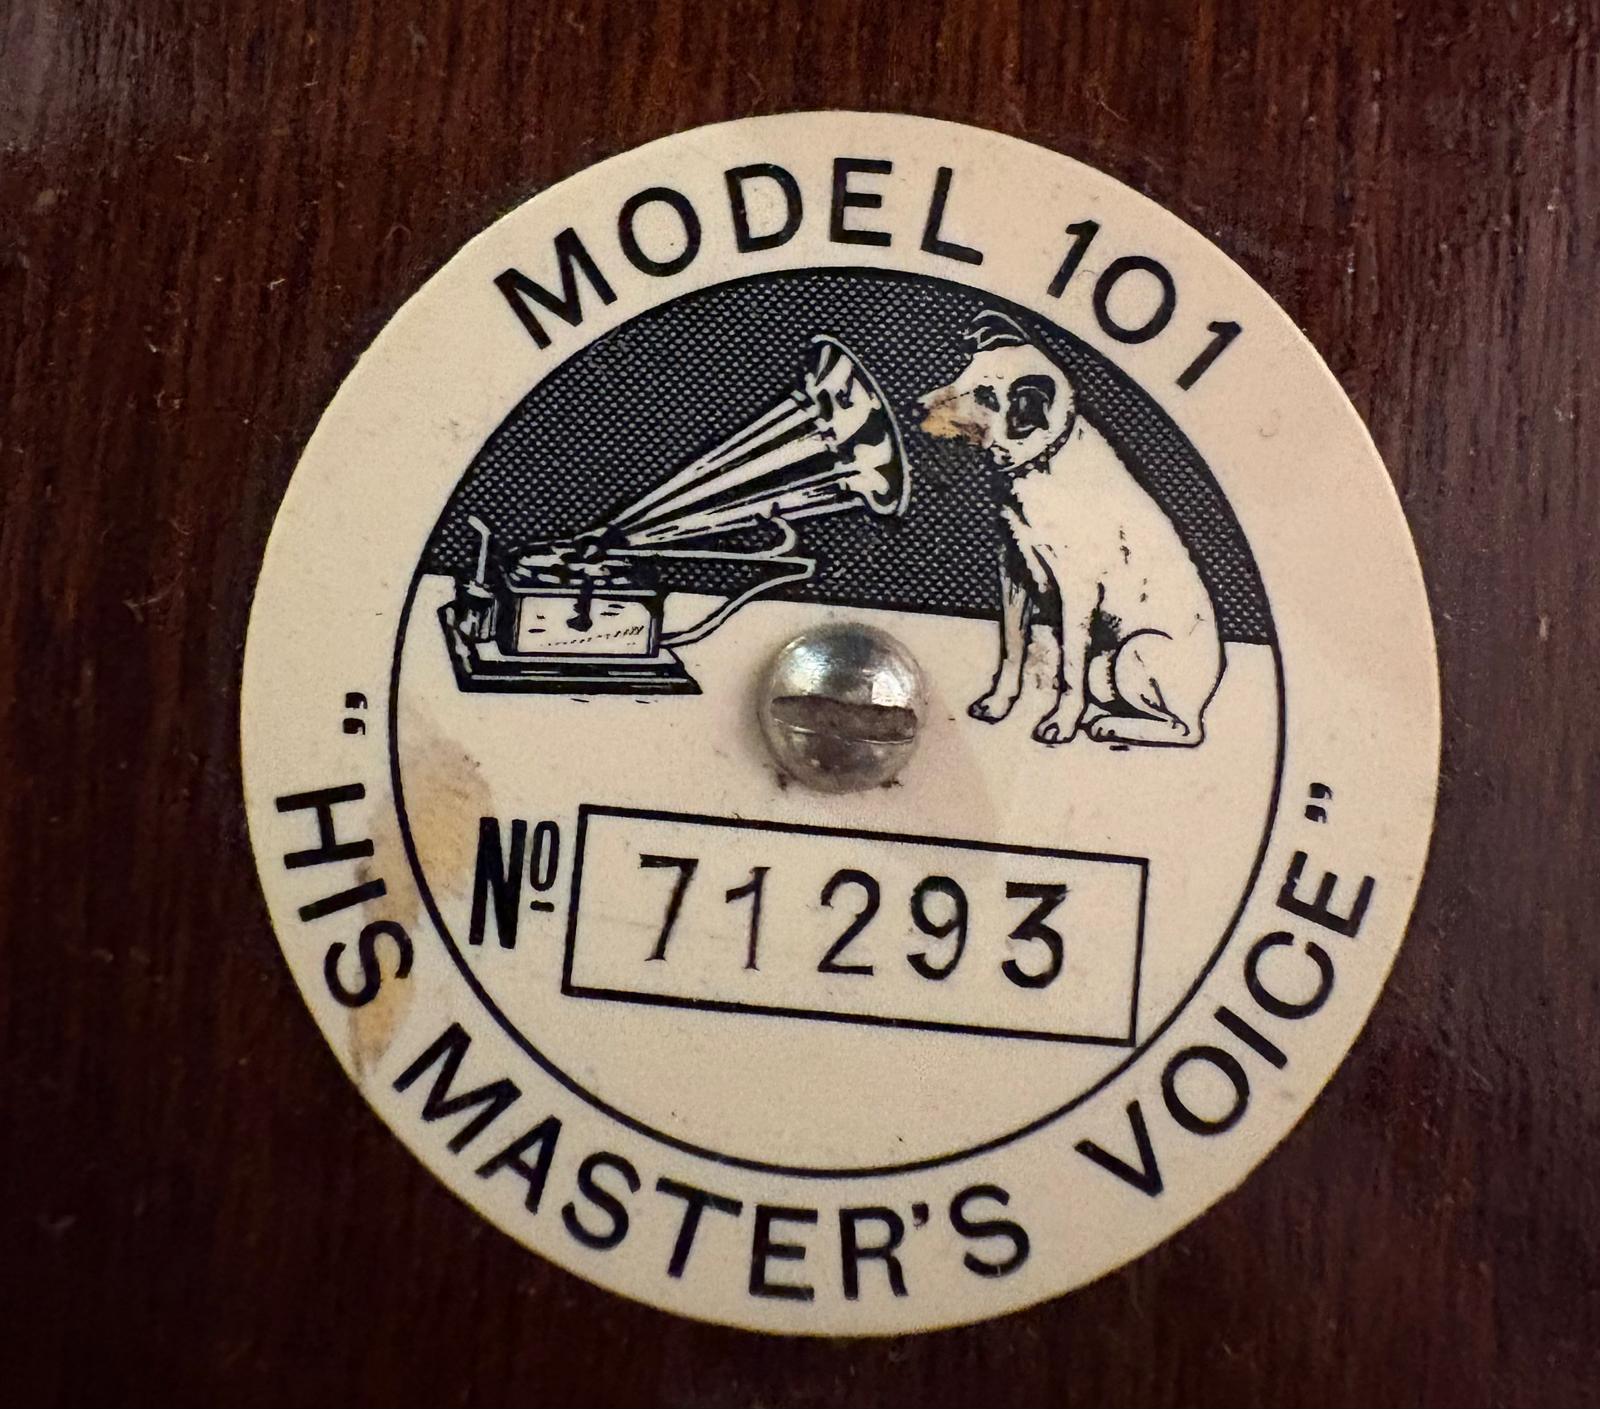 MODEL 101
Nº 71293
"HIS MASTER'S VOICE"